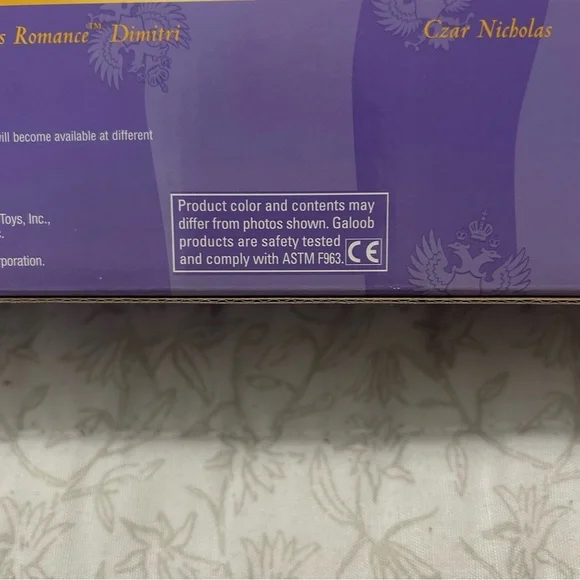 s Romance™ Dimitri
Czar Nicholas
ill become available at different
Toys, Inc.,
poration.
Product color and contents may
differ from photos shown. Galoob
products are safety tested
and comply with ASTM F963. CE